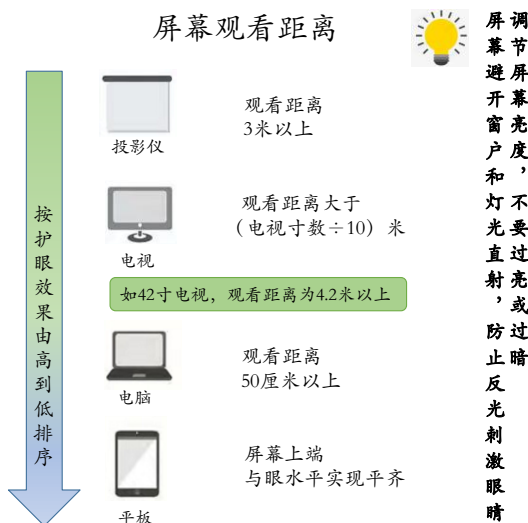 屏幕观看距离
按护眼效果由高到低排序
投影仪
观看距离
3米以上
电视
观看距离大于
(电视寸数÷10)米
如42寸电视，观看距离为4.2米以上
电脑
观看距离
50厘米以上
平板
屏幕上端
与眼水平实现平齐
调节屏幕亮度，不要过亮或过暗
屏幕避开窗户和灯光直射，防止反光刺激眼睛